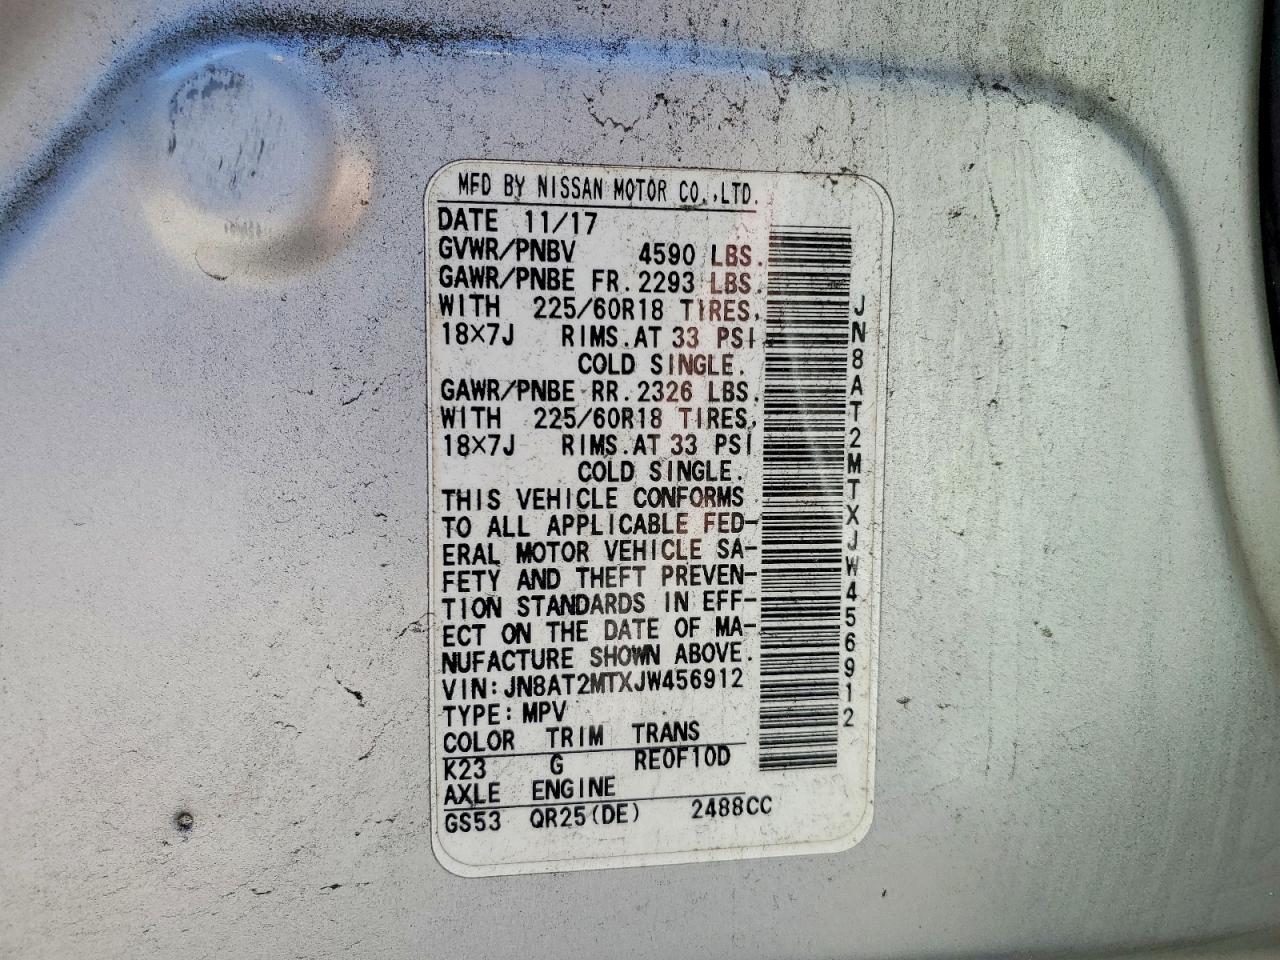 MFD BY NISSAN MOTOR CO.,LTD.
DATE 11/17
GVWR/PNBV 4590 LBS.
GAWR/PNBE FR. 2293 LBS.
WITH 225/60R18 TIRES,
18X7J RIMS. AT 33 PSI
COLD SINGLE.
GAWR/PNBE RR. 2326 LBS.
WITH 225/60R18 TIRES,
18X7J RIMS. AT 33 PSI
COLD SINGLE.
THIS VEHICLE CONFORMS
TO ALL APPLICABLE FED-
ERAL MOTOR VEHICLE SA-
FETY AND THEFT PREVEN-
TION STANDARDS IN EFF-
ECT ON THE DATE OF MA-
NUFACTURE SHOWN ABOVE.
VIN:JN8AT2MTXJW456912
TYPE:MPV
COLOR TRIM TRANS
K23 G RE0F10D
AXLE ENGINE
GS53 QR25(DE) 2488CC
JN8AT2MTXJW456912